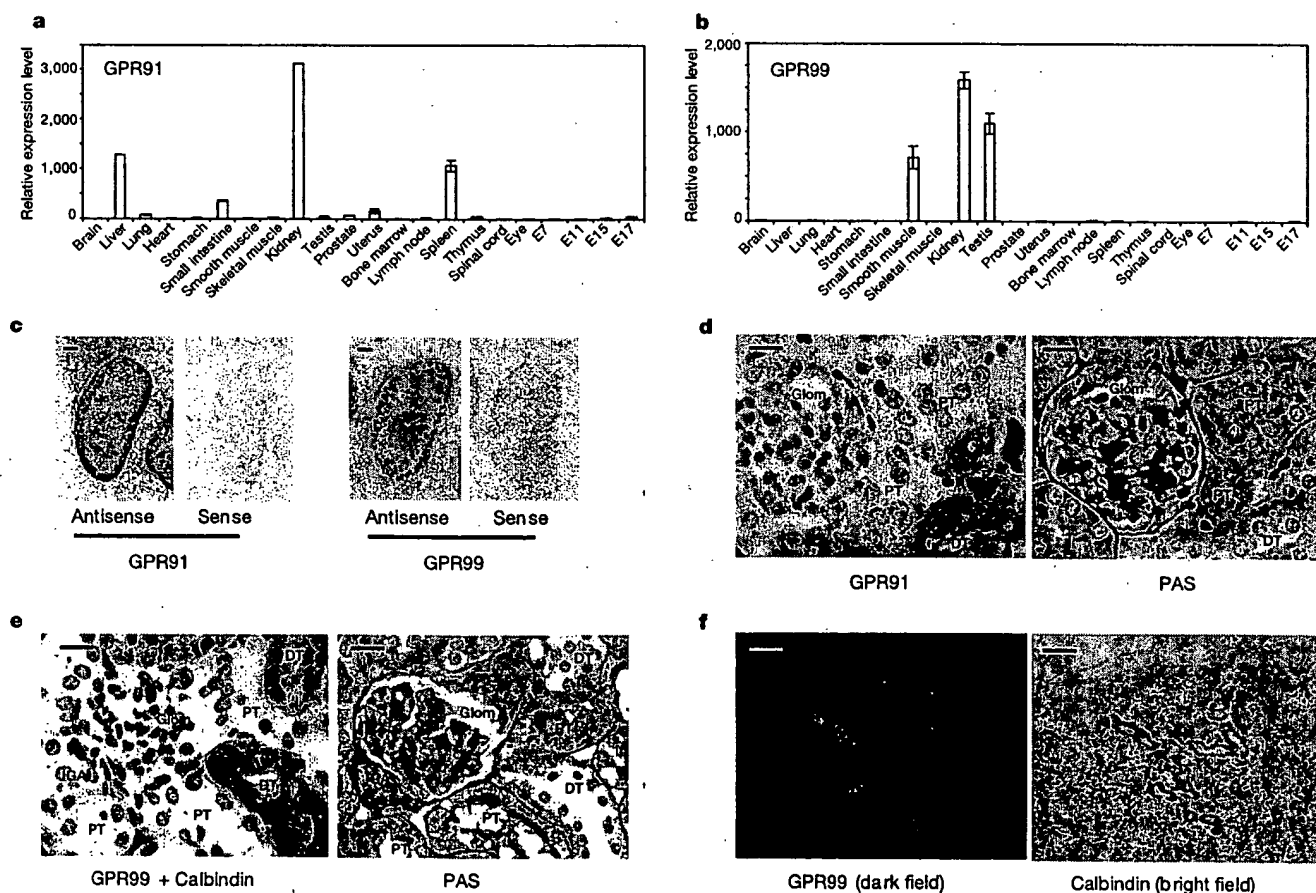 a
GPR91
Relative expression level
3,000
2,000
1,000
0
Brain
Liver
Lung
Heart
Stomach
Small intestine
Smooth muscle
Skeletal muscle
Kidney
Testis
Prostate
Uterus
Bone marrow
Lymph node
Spleen
Thymus
Spinal cord
Eye
E7
E11
E15
E17
b
GPR99
Relative expression level
2,000
1,000
0
Brain
Liver
Lung
Heart
Stomach
Small intestine
Smooth muscle
Skeletal muscle
Kidney
Testis
Prostate
Uterus
Bone marrow
Lymph node
Spleen
Thymus
Spinal cord
Eye
E7
E11
E15
E17
c
Antisense Sense
GPR91
Antisense Sense
GPR99
d
Glom
PT
PT
DT
GPR91
Glom
PT
PT
DT
PAS
e
DT
PT
Glom
JGA
DT
PT
PT
GPR99 + Calbindin
DT
Glom
DT
PT
PT
PAS
f
GPR99 (dark field)
Calbindin (bright field)